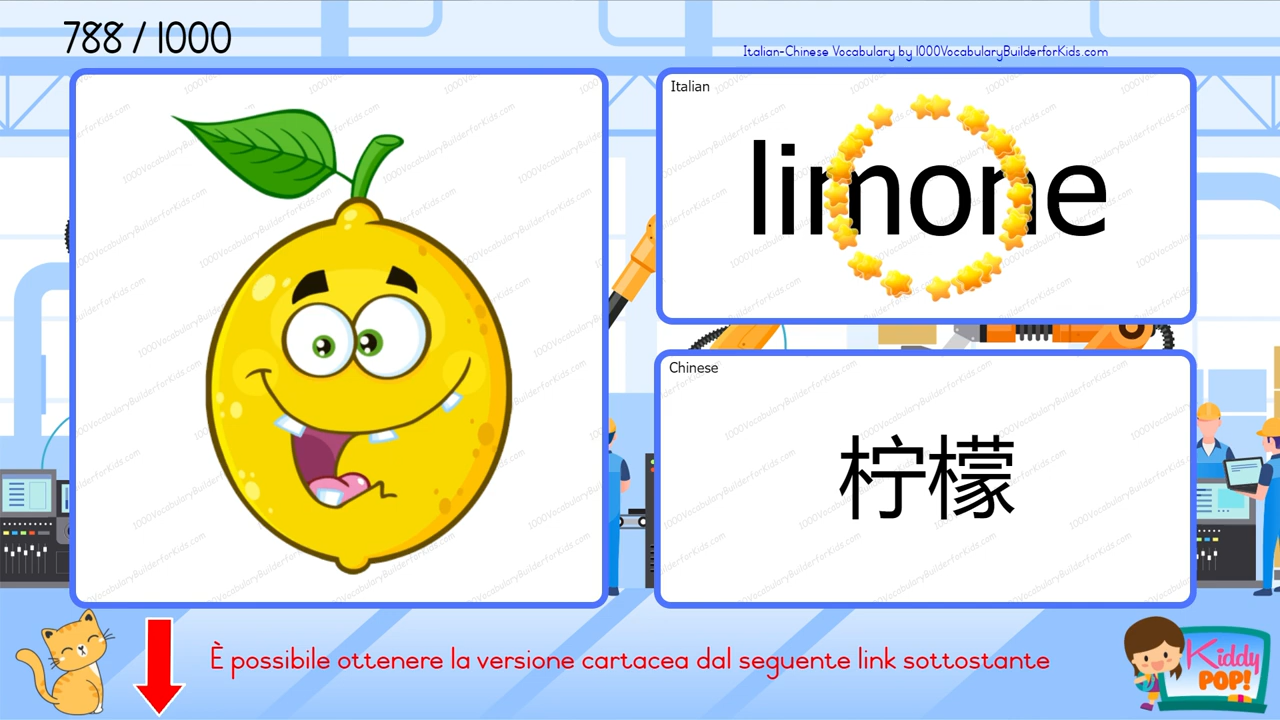 788 / 1000
Italian-Chinese Vocabulary by 1000VocabularyBuilderforKids.com
Italian
limone
Chinese
柠檬
È possibile ottenere la versione cartacea dal seguente link sottostante
Kiddy
POP!